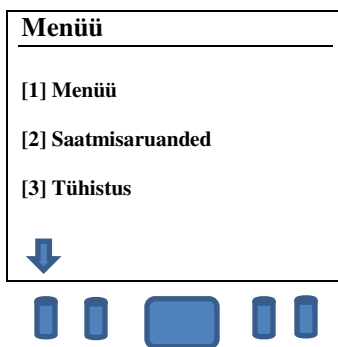 Menüü
[1] Menüü
[2] Saatmisaruanded
[3] Tühistus